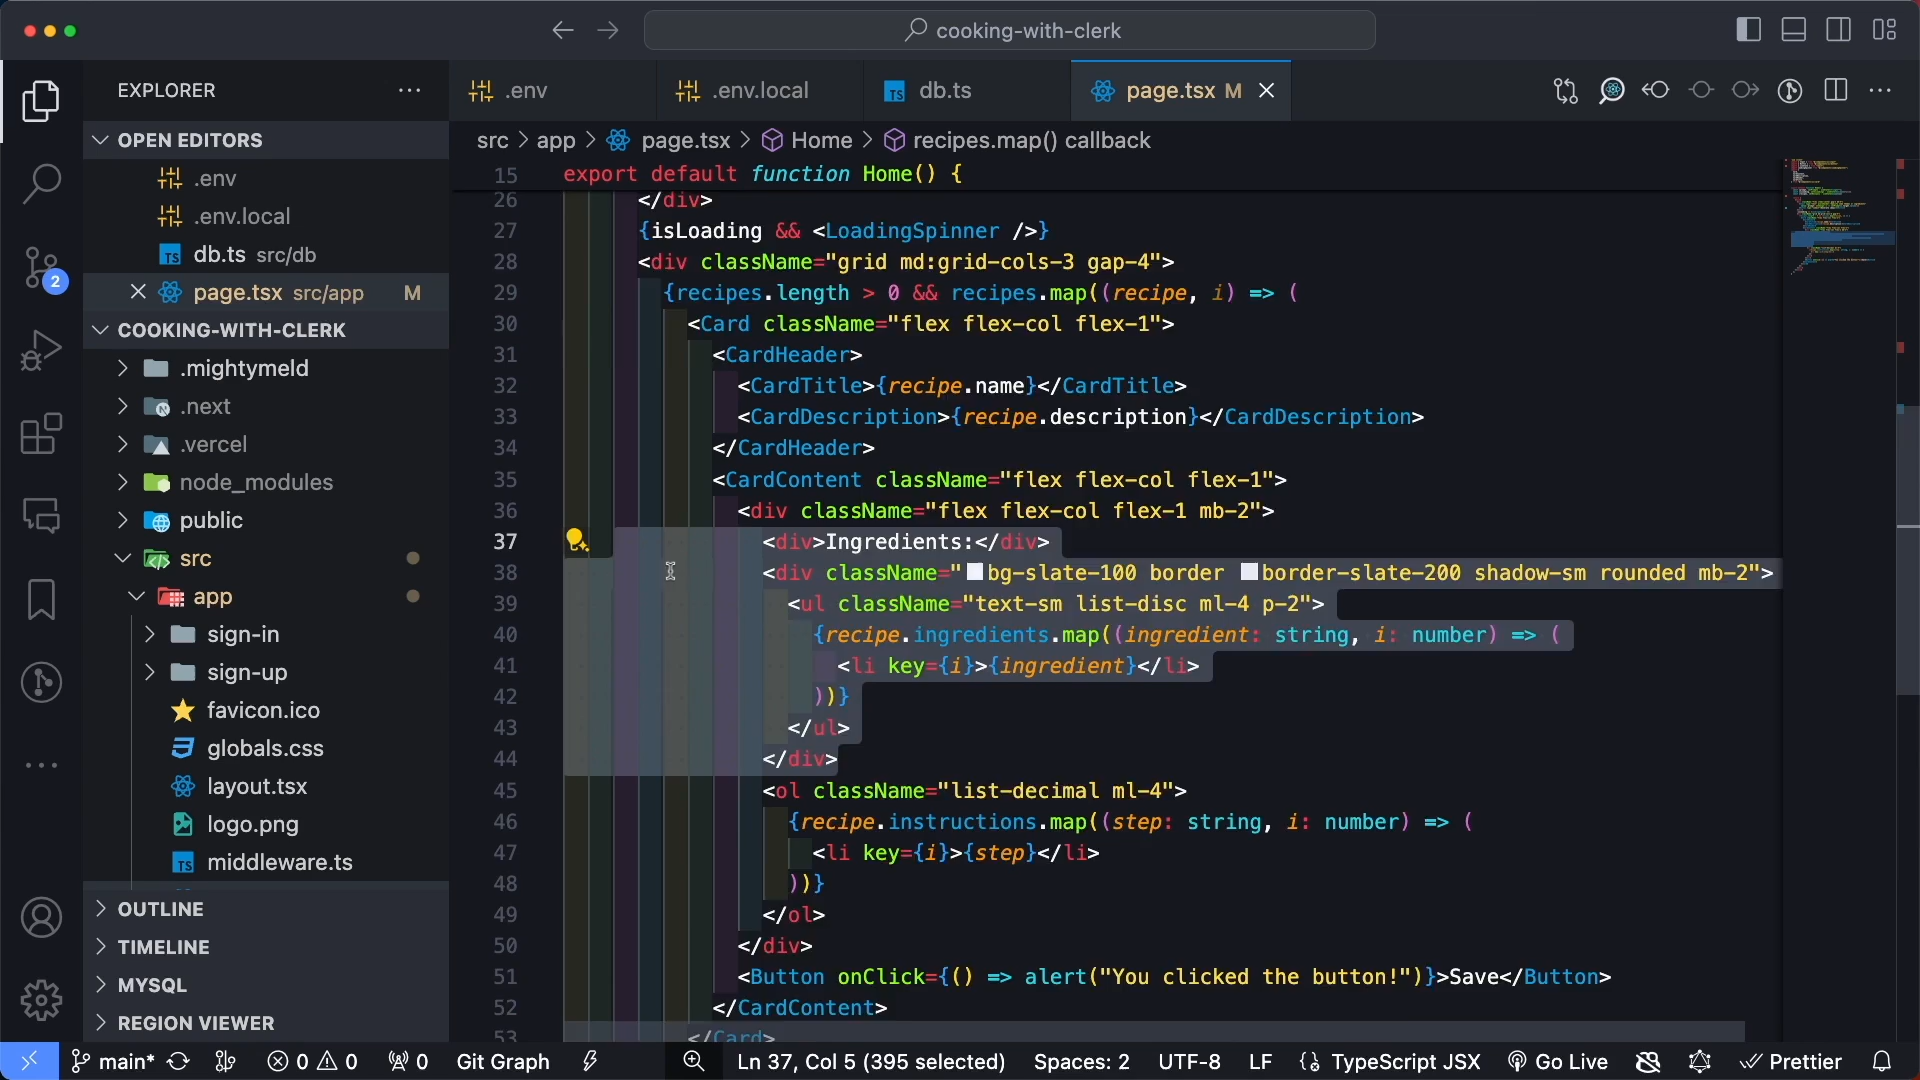 cooking-with-clerk
EXPLORER
.env
.env.local
TS db.ts
page.tsx M
OPEN EDITORS
.env
.env.local
TS db.ts src/db
page.tsx src/app M
COOKING-WITH-CLERK
.mightymeld
.next
.vercel
node_modules
public
src
app
sign-in
sign-up
favicon.ico
globals.css
layout.tsx
logo.png
TS middleware.ts
OUTLINE
TIMELINE
MYSQL
REGION VIEWER
2
src > app > page.tsx > Home > recipes.map() callback
15 export default function Home() {
26 </div>
27 {isLoading && <LoadingSpinner />}
28 <div className="grid md:grid-cols-3 gap-4">
29 {recipes.length > 0 && recipes.map((recipe, i) => (
30 <Card className="flex flex-col flex-1">
31 <CardHeader>
32 <CardTitle>{recipe.name}</CardTitle>
33 <CardDescription>{recipe.description}</CardDescription>
34 </CardHeader>
35 <CardContent className="flex flex-col flex-1">
36 <div className="flex flex-col flex-1 mb-2">
37 <div>Ingredients:</div>
38 <div className="bg-slate-100 border border-slate-200 shadow-sm rounded mb-2">
39 <ul className="text-sm list-disc ml-4 p-2">
40 {recipe.ingredients.map((ingredient: string, i: number) => (
41 <li key={i}>{ingredient}</li>
42 ))}
43 </ul>
44 </div>
45 <ol className="list-decimal ml-4">
46 {recipe.instructions.map((step: string, i: number) => (
47 <li key={i}>{step}</li>
48 ))}
49 </ol>
50 </div>
51 <Button onClick={() => alert("You clicked the button!")}>Save</Button>
52 </CardContent>
53 </Card>
main* 0 0 0 Git Graph Ln 37, Col 5 (395 selected) Spaces: 2 UTF-8 LF {} TypeScript JSX Go Live Prettier